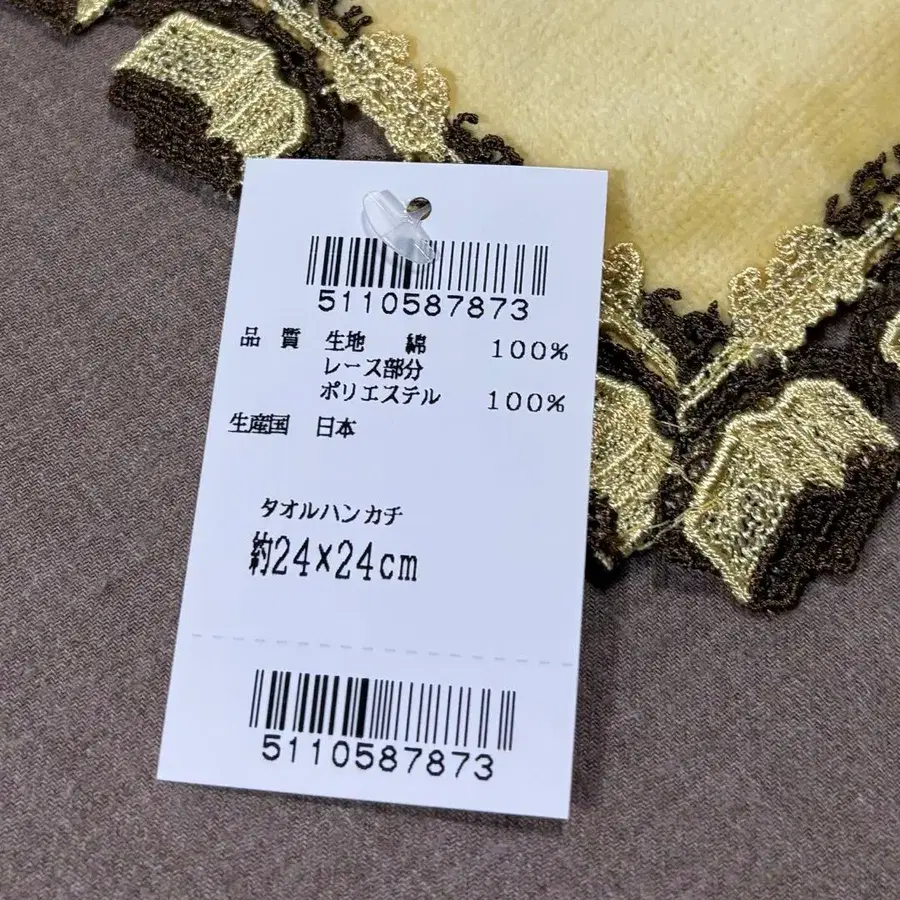 5110587873
品 質 生地 綿 100%
レース部分
ポリエステル 100%
生産国 日本
タオルハンカチ
約24×24cm
5110587873